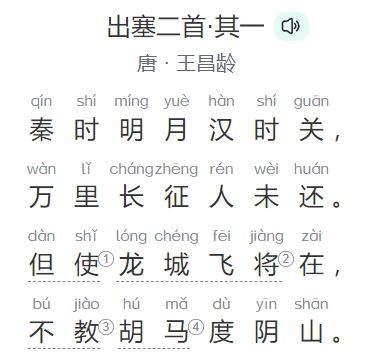 出塞二首·其一
唐 · 王昌龄
qín shí míng yuè hàn shí guān
秦时明月汉时关，
wàn lǐ chángzhēng rén wèi huán
万里长征人未还。
dàn shǐ lóng chéng fēi jiàng zài
但使①龙城飞将②在，
bú jiào hú mǎ dù yīn shān
不教③胡马④度阴山。